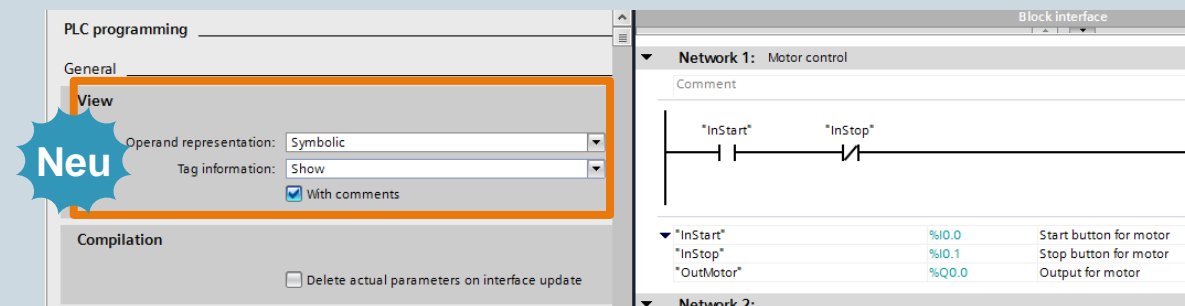 PLC programming
General
View
Operand representation: Symbolic
Tag information: Show
With comments
Neu
Compilation
Delete actual parameters on interface update
Block interface
Network 1: Motor control
Comment
"InStart" "InStop"
"InStart" %I0.0 Start button for motor
"InStop" %I0.1 Stop button for motor
"OutMotor" %Q0.0 Output for motor
Network 2: